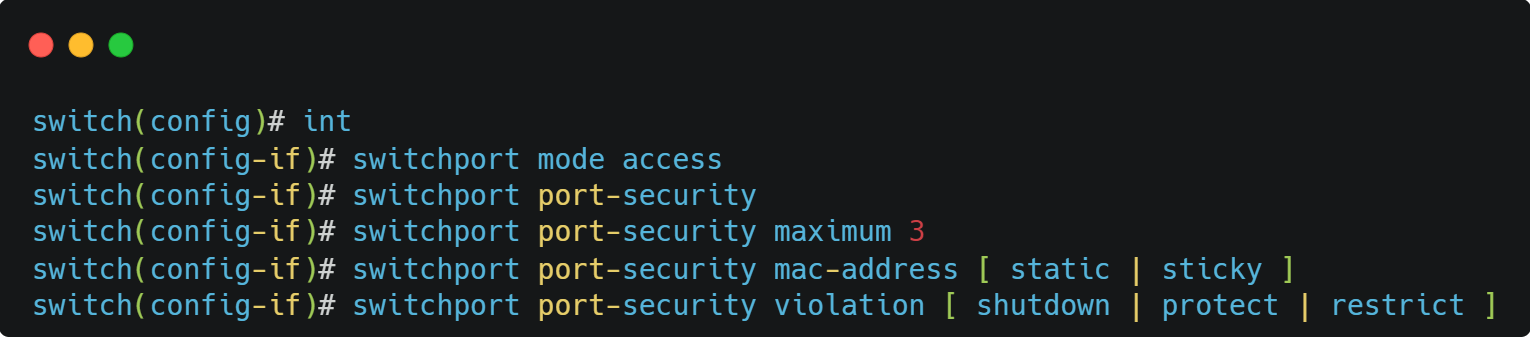 switch(config)# int
switch(config-if)# switchport mode access
switch(config-if)# switchport port-security
switch(config-if)# switchport port-security maximum 3
switch(config-if)# switchport port-security mac-address [ static | sticky ]
switch(config-if)# switchport port-security violation [ shutdown | protect | restrict ]